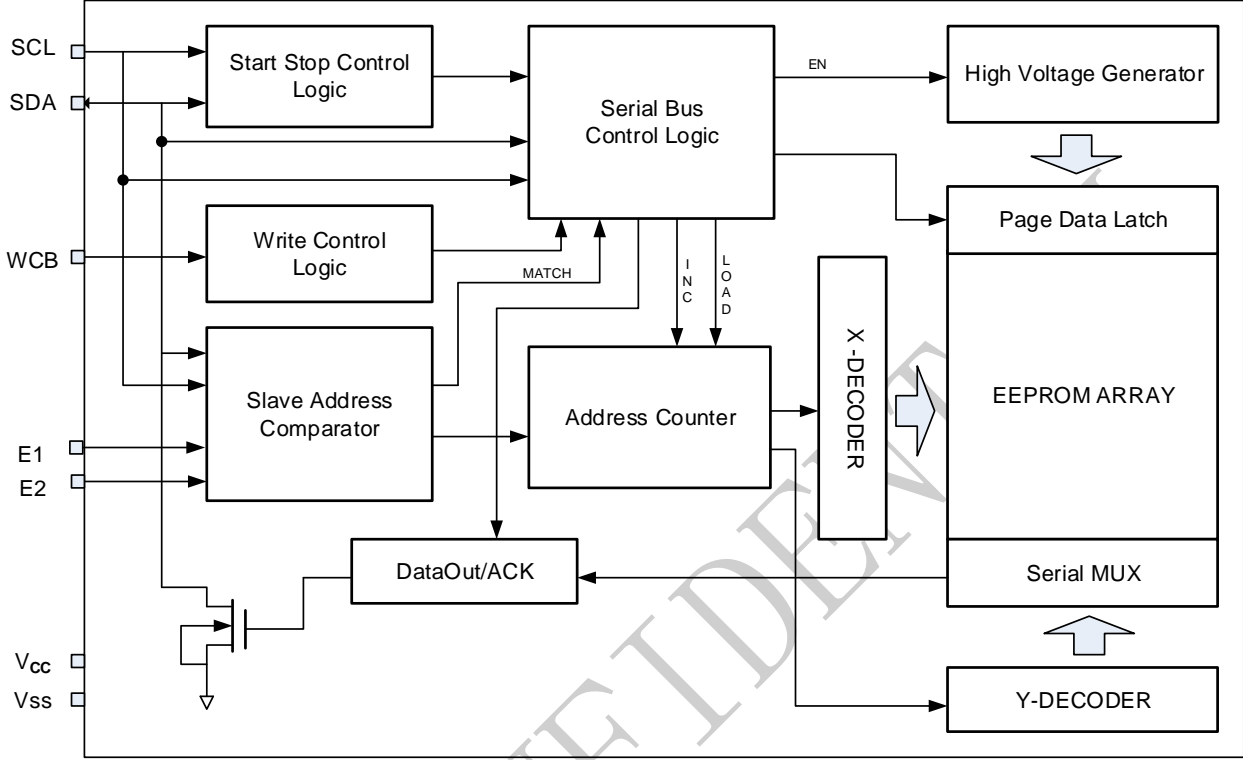 SCL
SDA
WCB
E1
E2
Vcc
Vss
Start Stop Control
Logic
Write Control
Logic
MATCH
Slave Address
Comparator
Serial Bus
Control Logic
EN
INC
LOAD
Address Counter
DataOut/ACK
X-DECODER
High Voltage Generator
Page Data Latch
EEPROM ARRAY
Serial MUX
Y-DECODER